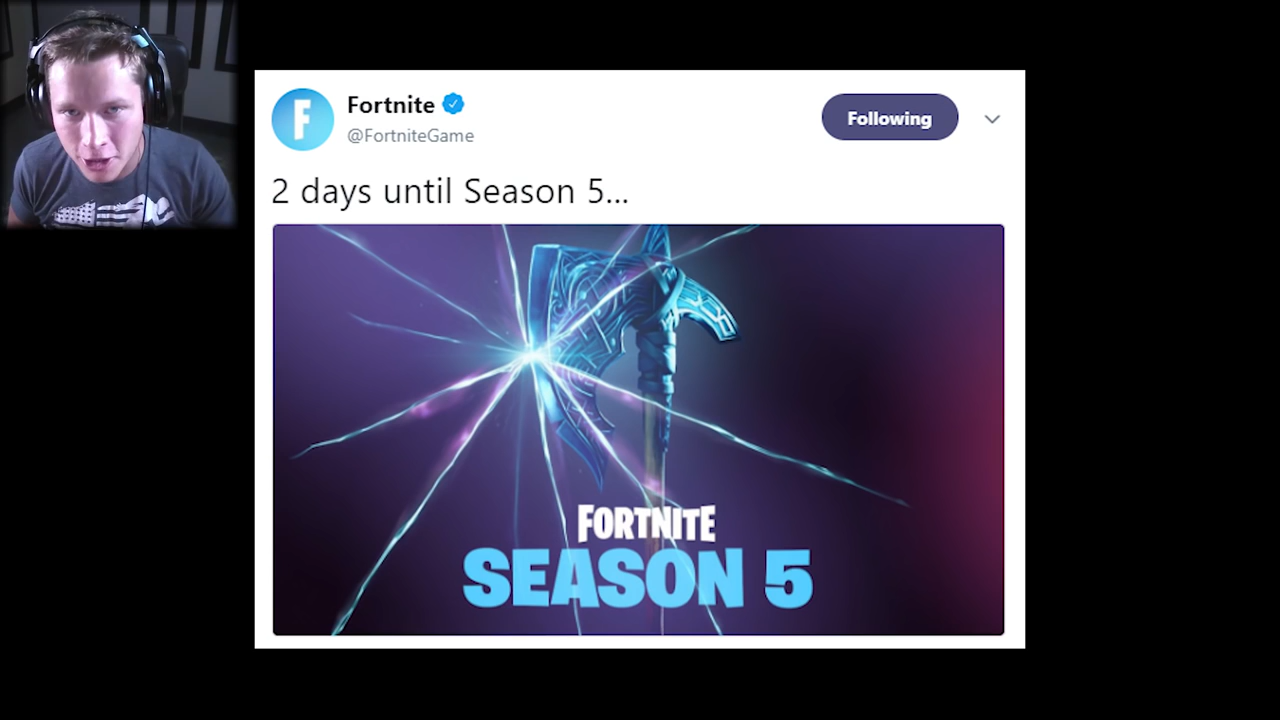 Fortnite
@FortniteGame
Following
2 days until Season 5...
FORTNITE
SEASON 5